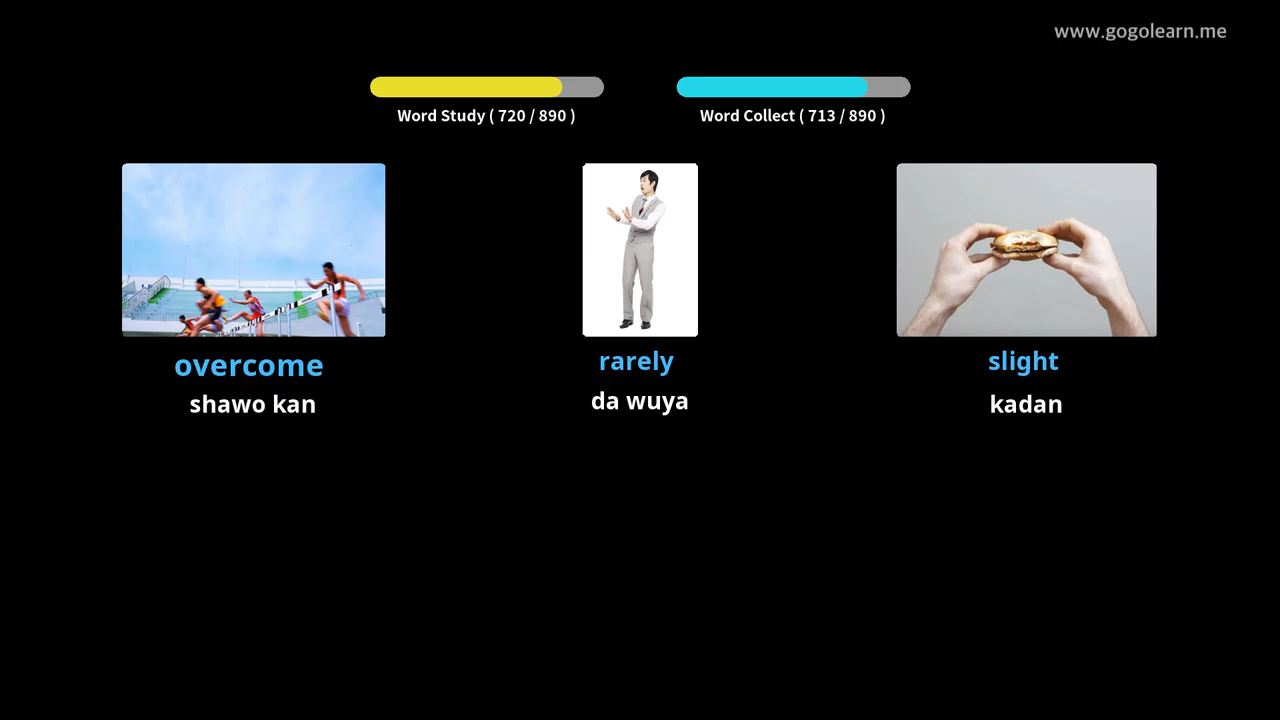 www.gogolearn.me
Word Study ( 720 / 890 )
Word Collect ( 713 / 890 )
overcome
shawo kan
rarely
da wuya
slight
kadan